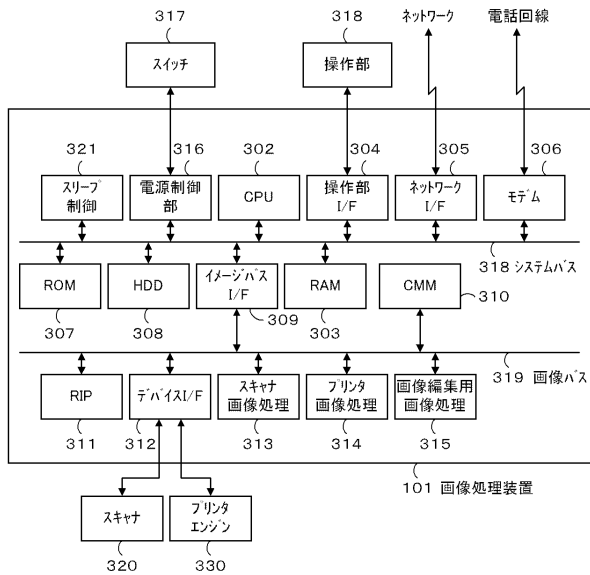 317
318
ネットワーク
電話回線
スイッチ
操作部
321
316
302
304
305
306
スリープ
制御
電源制御
部
CPU
操作部
I/F
ネットワーク
I/F
モデム
318 システムバス
ROM
HDD
イメージバス
I/F
RAM
CMM
307
308
309
303
310
319 画像バス
RIP
デバイスI/F
スキャナ
画像処理
プリンタ
画像処理
画像編集用
画像処理
311
312
313
314
315
101 画像処理装置
スキャナ
プリンタ
エンジン
320
330